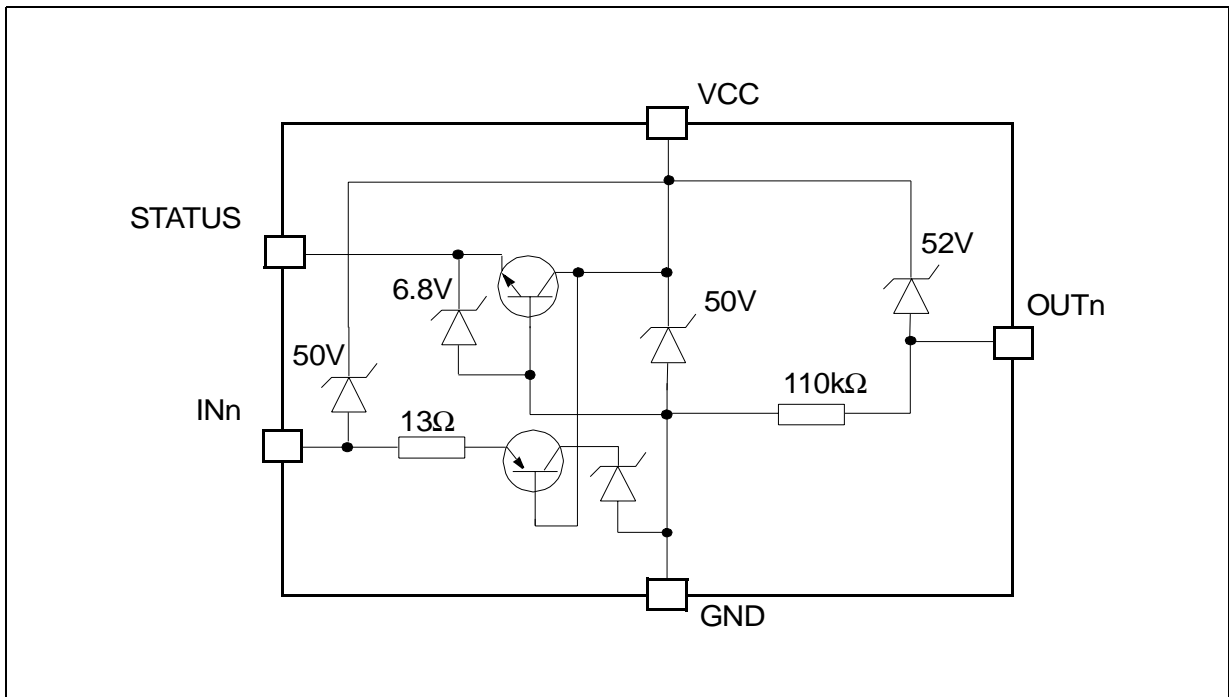 VCC
STATUS
52V
6.8V
50V
OUTn
50V
110kΩ
INn
13Ω
GND